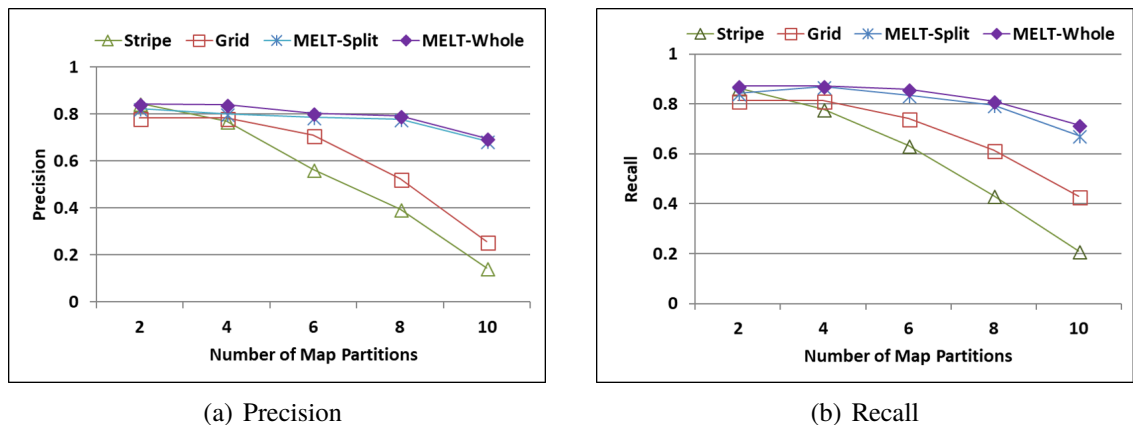 Stripe Grid MELT-Split MELT-Whole
1
0.8
0.6
0.4
0.2
0
Precision
2 4 6 8 10
Number of Map Partitions
(a) Precision
Stripe Grid MELT-Split MELT-Whole
1
0.8
0.6
0.4
0.2
0
Recall
2 4 6 8 10
Number of Map Partitions
(b) Recall